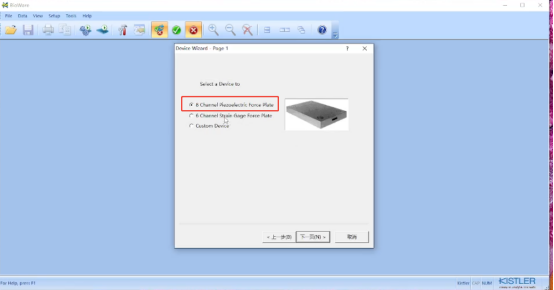 BioWare
File Data View Setup Tools Help
Device Wizard - Page 1
? ×
Select a Device to
8 Channel Piezoelectric Force Plate
6 Channel Strain Gage Force Plate
Custom Device
< 上一步(B)
下一页(N) >
取消
For Help, press F1
KISTLER